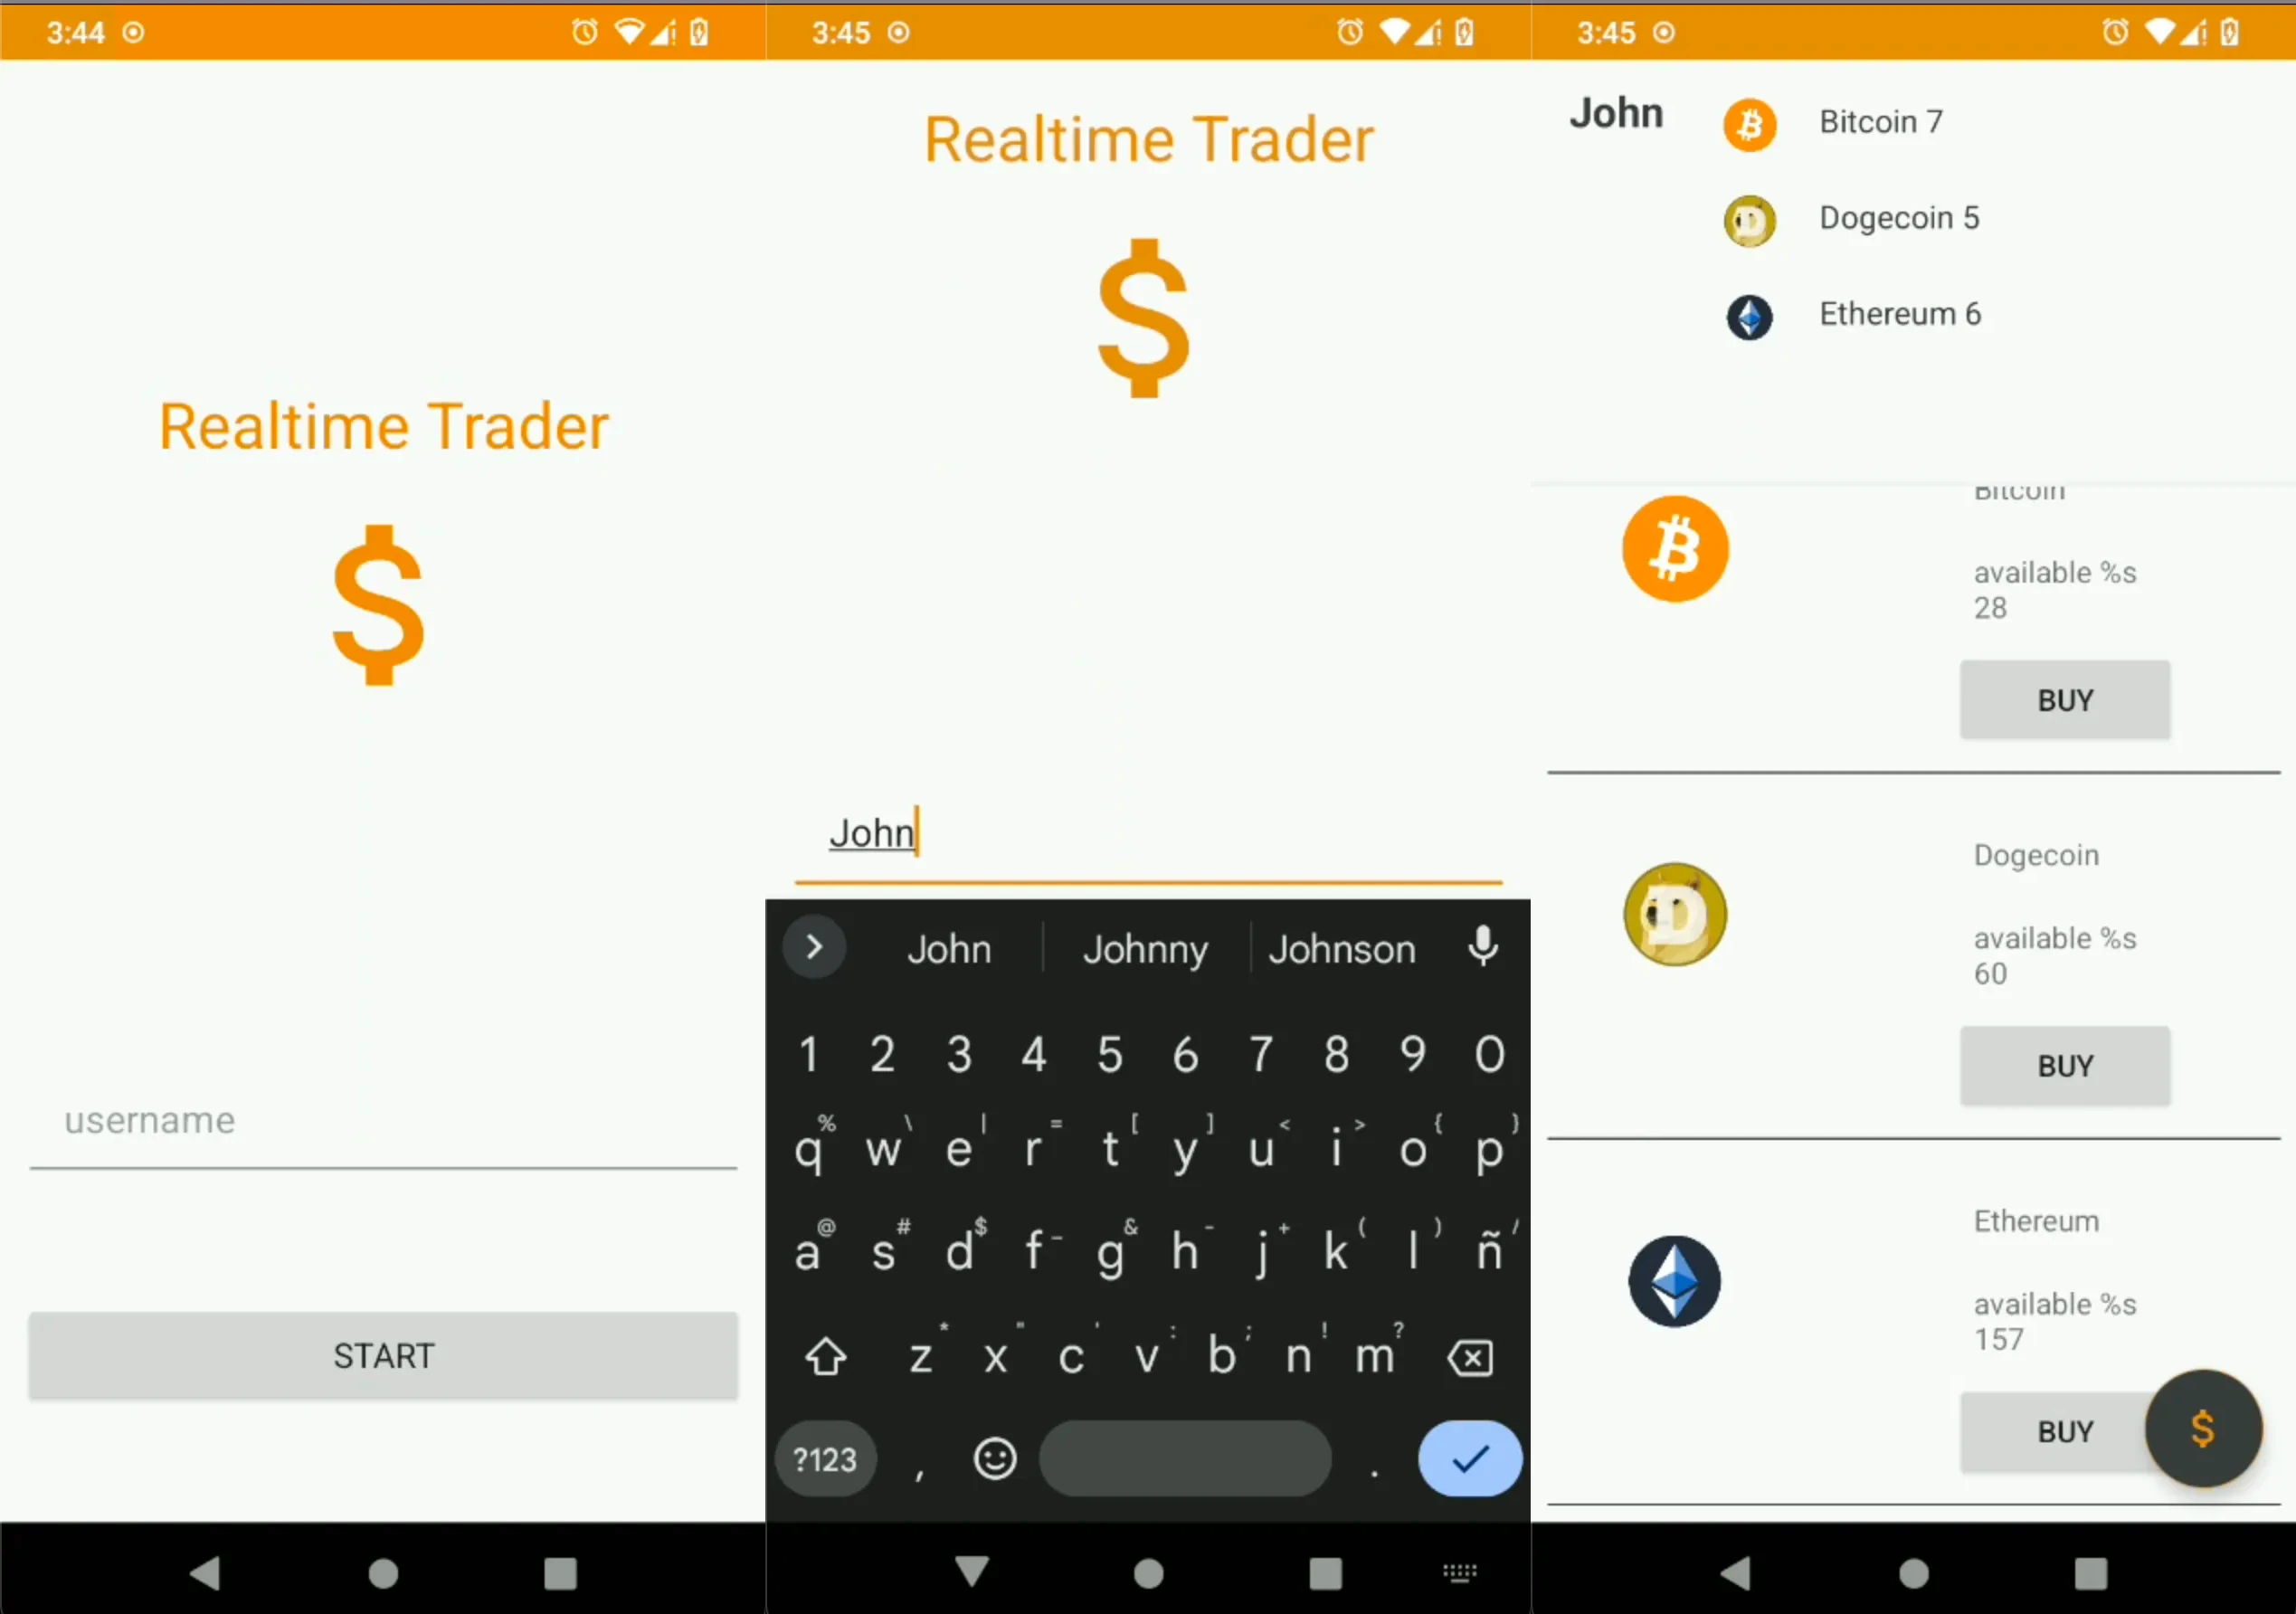 3:44
Realtime Trader
$
username
START
3:45
Realtime Trader
$
John
John Johnny Johnson
1 2 3 4 5 6 7 8 9 0
% \ | = [ ] < > { }
q w e r t y u i o p
@ # $ _ & - + ( ) /
a s d f g h j k l ñ
* " ' : ; ! ?
z x c v b n m
?123 , .
3:45
John
Bitcoin 7
Dogecoin 5
Ethereum 6
Bitcoin
available %s
28
BUY
Dogecoin
available %s
60
BUY
Ethereum
available %s
157
BUY
$